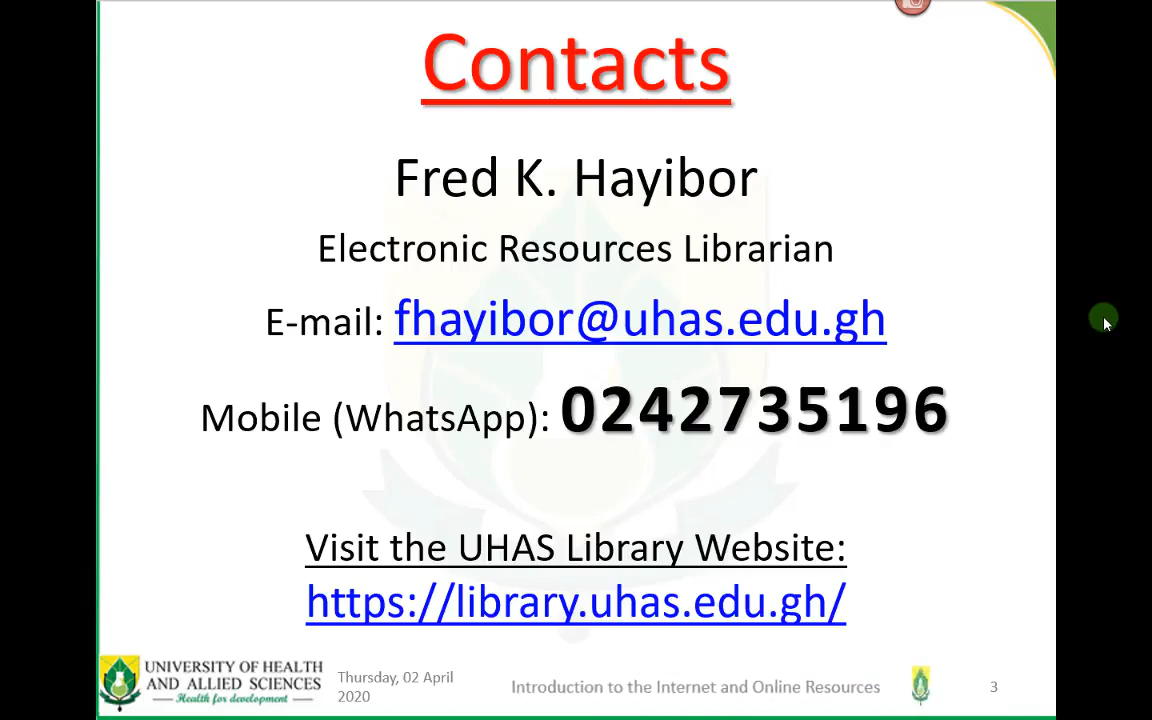 Contacts
Fred K. Hayibor
Electronic Resources Librarian
E-mail: fhayibor@uhas.edu.gh
Mobile (WhatsApp): 0242735196
Visit the UHAS Library Website:
https://library.uhas.edu.gh/
UNIVERSITY OF HEALTH
AND ALLIED SCIENCES
Health for development
Thursday, 02 April
2020
Introduction to the Internet and Online Resources
3